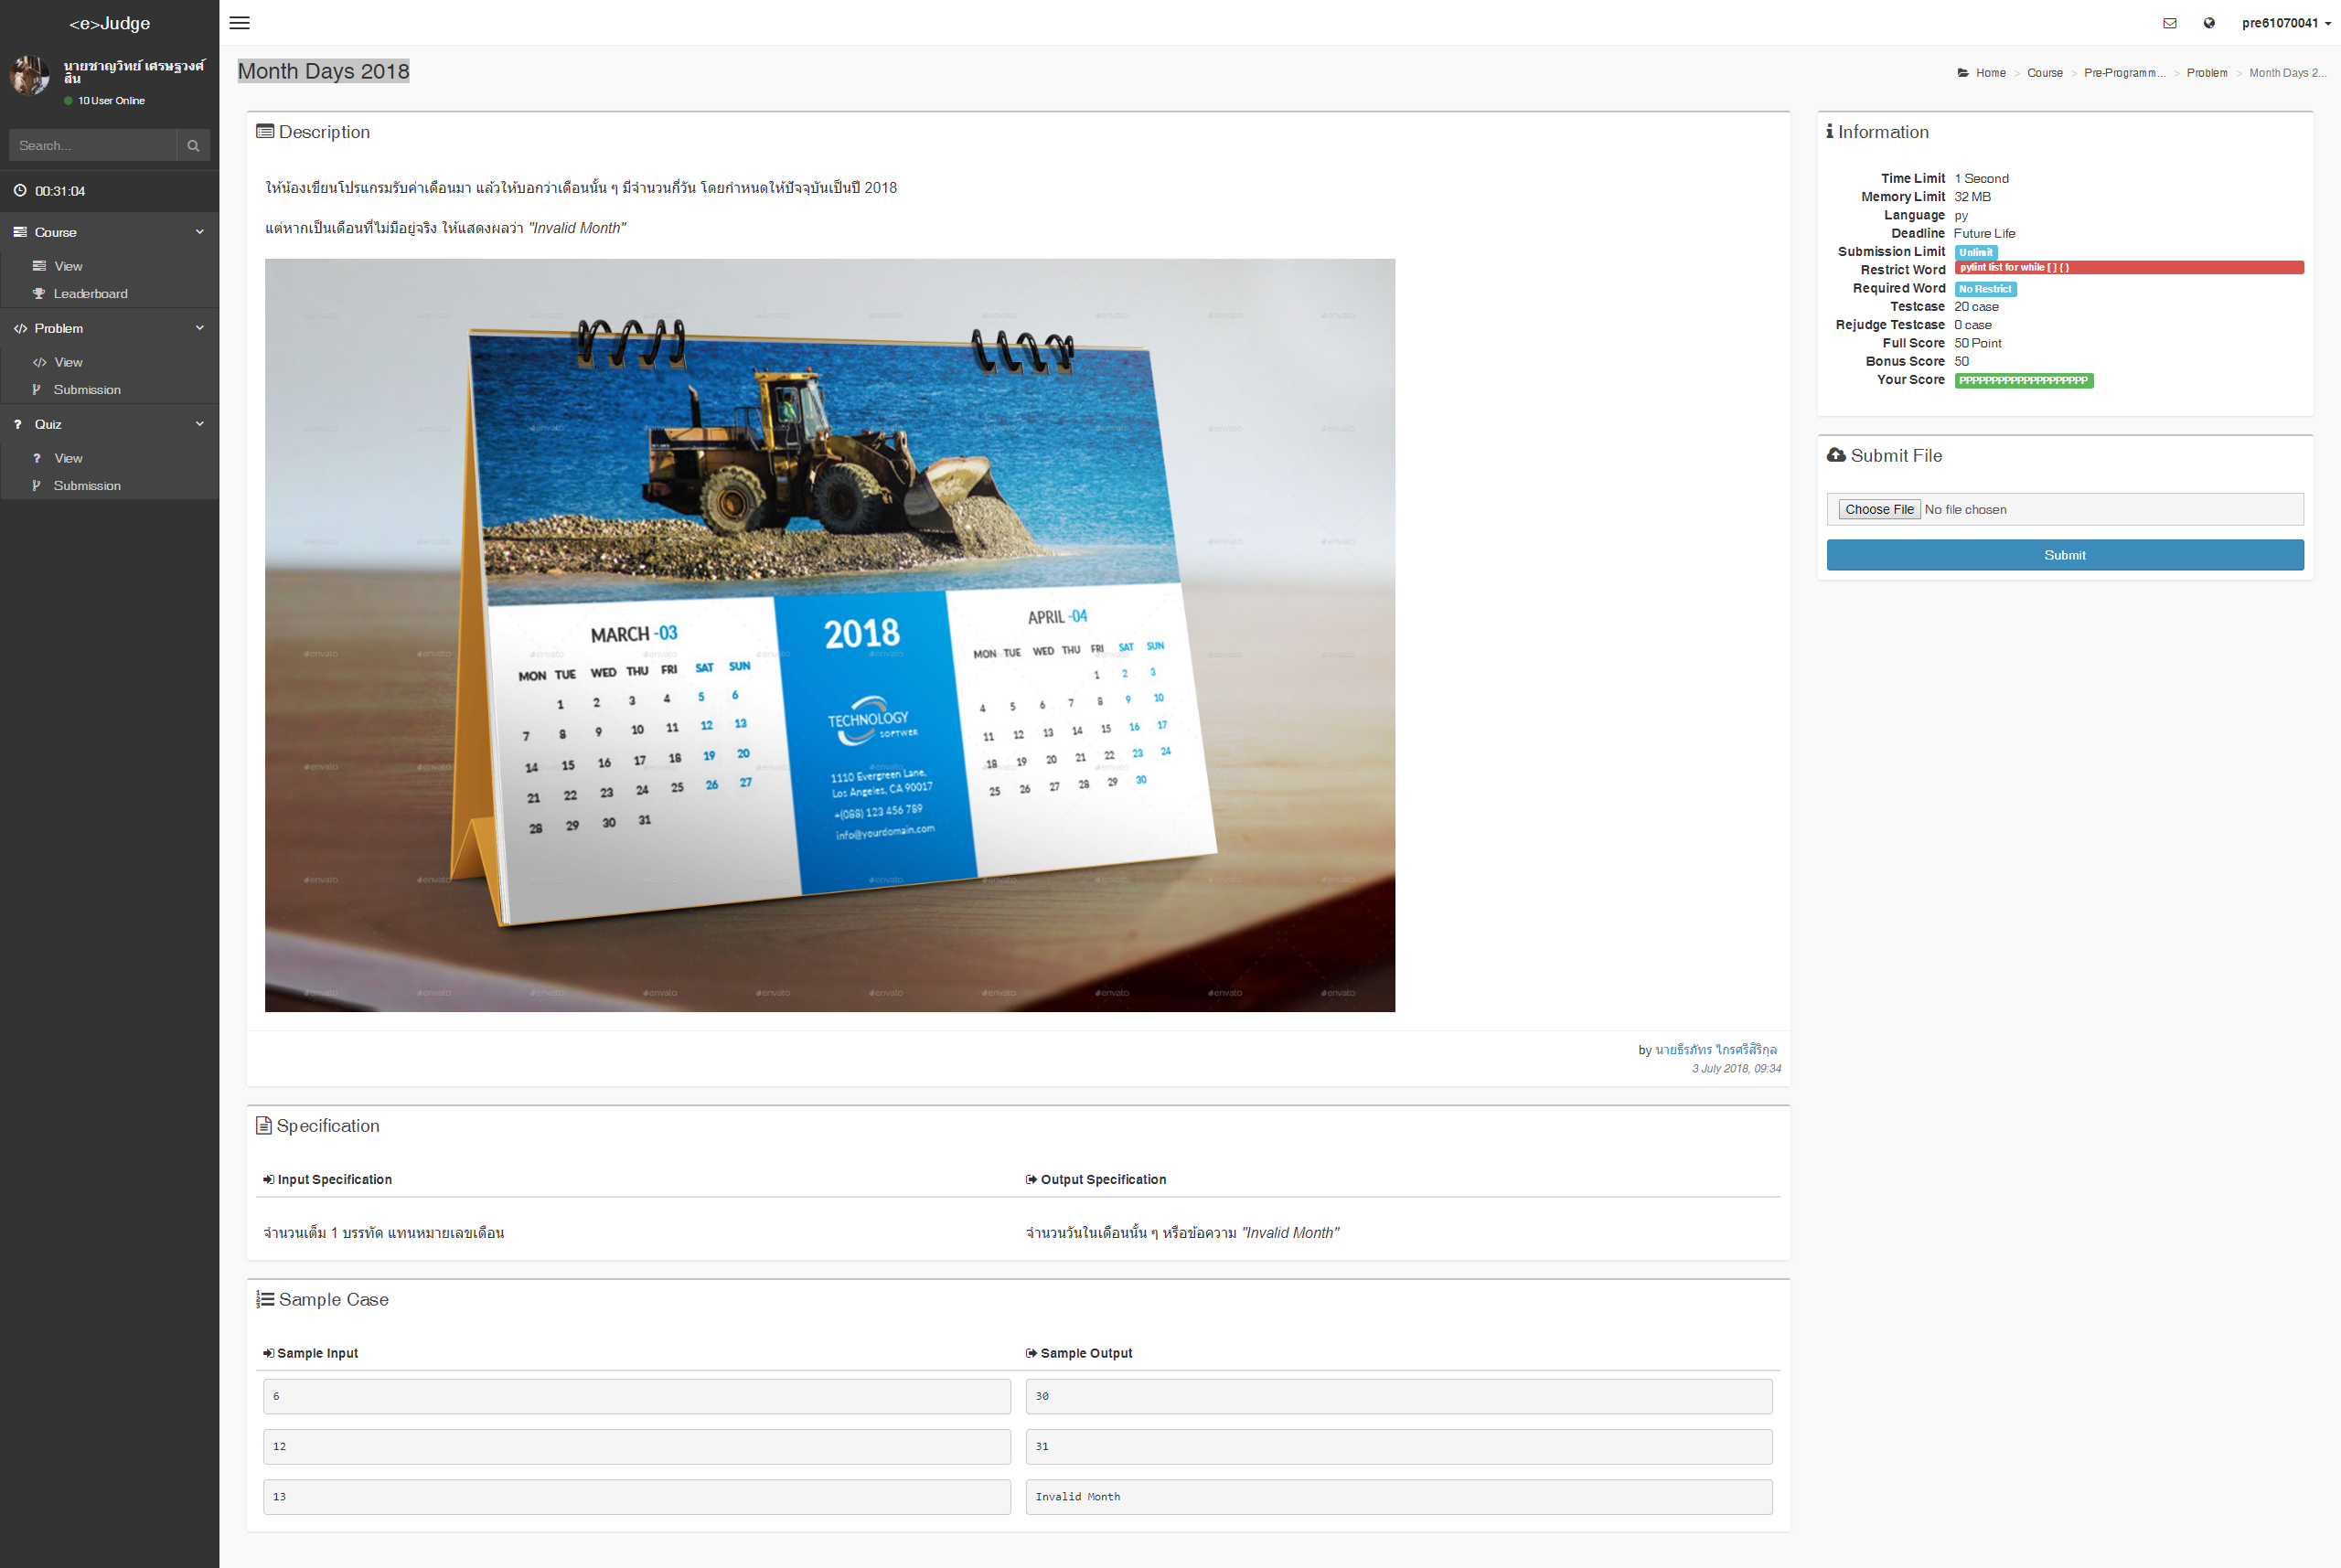 <e>Judge
pre61070041
นายชาญวิทย์ เศรษฐวงศ์
สิน
10 User Online
Search...
00:31:04
Course
View
Leaderboard
Problem
View
Submission
Quiz
View
Submission
Month Days 2018
Home > Course > Pre-Programm... > Problem > Month Days 2...
Description
ให้น้องเขียนโปรแกรมรับค่าเดือนมา แล้วให้บอกว่าเดือนนั้น ๆ มีจำนวนกี่วัน โดยกำหนดให้ปัจจุบันเป็นปี 2018
แต่หากเป็นเดือนที่ไม่มีอยู่จริง ให้แสดงผลว่า "Invalid Month"
MARCH -03
MON TUE WED THU FRI SAT SUN
1 2 3 4 5 6
7 8 9 10 11 12 13
14 15 16 17 18 19 20
21 22 23 24 25 26 27
28 29 30 31
2018
TECHNOLOGY
SOFTWER
1110 Evergreen Lane,
Los Angeles, CA 90017
+(088) 123 456 789
info@yourdomain.com
APRIL -04
MON TUE WED THU FRI SAT SUN
1 2 3
4 5 6 7 8 9 10
11 12 13 14 15 16 17
18 19 20 21 22 23 24
25 26 27 28 29 30
envato
by นายธีรภัทร ไกรศรีสิริกุล
3 July 2018, 09:34
Specification
Input Specification
Output Specification
จำนวนเต็ม 1 บรรทัด แทนหมายเลขเดือน
จำนวนวันในเดือนนั้น ๆ หรือข้อความ "Invalid Month"
Sample Case
Sample Input
Sample Output
6
30
12
31
13
Invalid Month
Information
Time Limit 1 Second
Memory Limit 32 MB
Language py
Deadline Future Life
Submission Limit Unlimit
Restrict Word pylint list for while [ ] { }
Required Word No Restrict
Testcase 20 case
Rejudge Testcase 0 case
Full Score 50 Point
Bonus Score 50
Your Score PPPPPPPPPPPPPPPPPPPP
Submit File
Choose File No file chosen
Submit